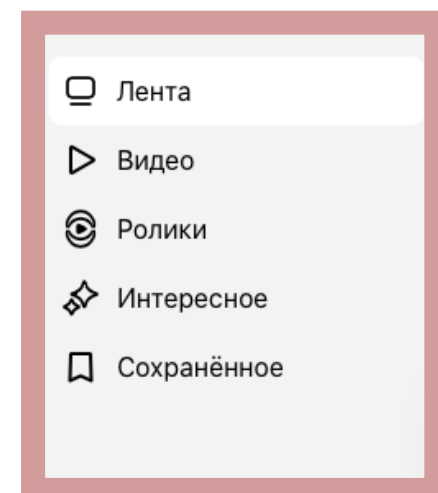 Лента
Видео
Ролики
Интересное
Сохранённое